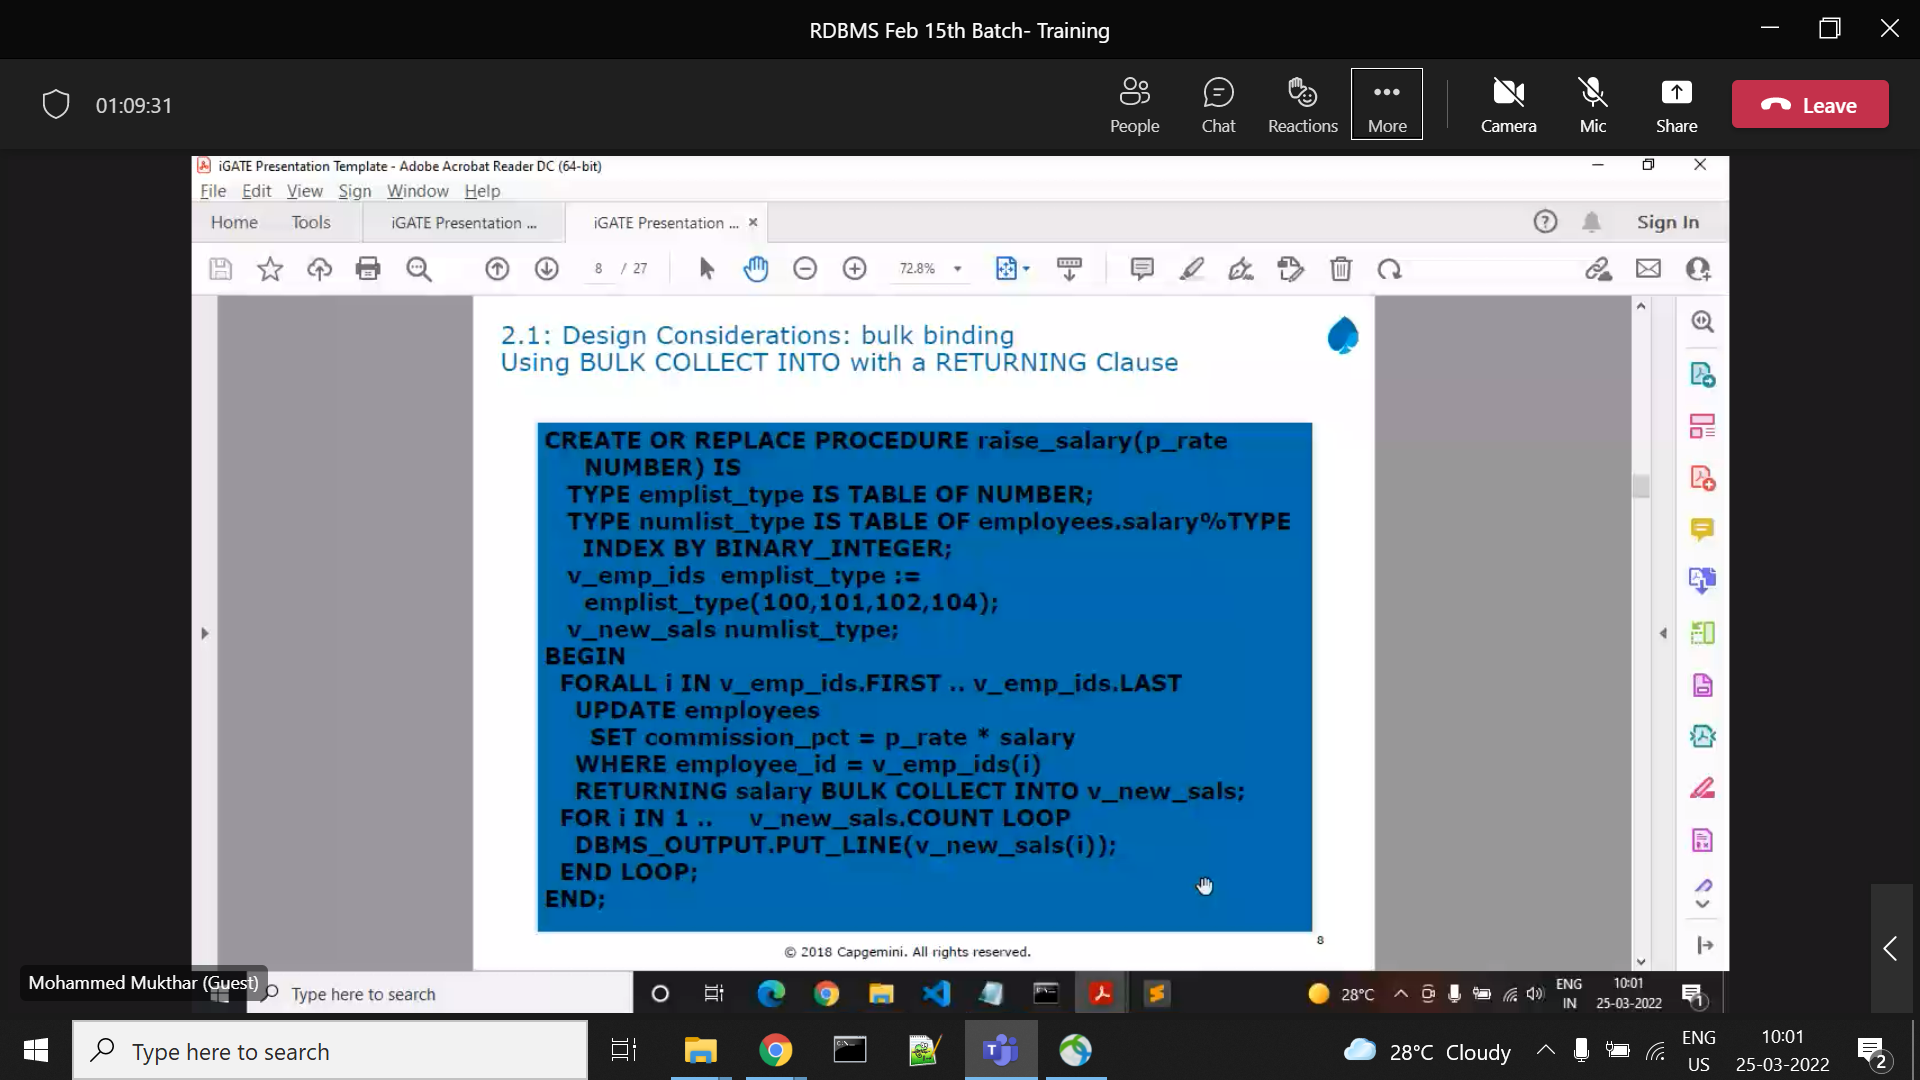 RDBMS Feb 15th Batch- Training
01:09:31
People
Chat
Reactions
More
Camera
Mic
Share
Leave
iGATE Presentation Template - Adobe Acrobat Reader DC (64-bit)
File Edit View Sign Window Help
Home Tools iGATE Presentation ... iGATE Presentation ... Sign In
8 / 27 72.8%
2.1: Design Considerations: bulk binding
Using BULK COLLECT INTO with a RETURNING Clause
CREATE OR REPLACE PROCEDURE raise_salary(p_rate
NUMBER) IS
TYPE emplist_type IS TABLE OF NUMBER;
TYPE numlist_type IS TABLE OF employees.salary%TYPE
INDEX BY BINARY_INTEGER;
v_emp_ids emplist_type :=
emplist_type(100,101,102,104);
v_new_sals numlist_type;
BEGIN
FORALL i IN v_emp_ids.FIRST .. v_emp_ids.LAST
UPDATE employees
SET commission_pct = p_rate * salary
WHERE employee_id = v_emp_ids(i)
RETURNING salary BULK COLLECT INTO v_new_sals;
FOR i IN 1 .. v_new_sals.COUNT LOOP
DBMS_OUTPUT.PUT_LINE(v_new_sals(i));
END LOOP;
END;
8
© 2018 Capgemini. All rights reserved.
Mohammed Mukthar (Guest)
Type here to search
28°C
ENG
IN
10:01
25-03-2022
1
Type here to search
28°C Cloudy
ENG
US
10:01
25-03-2022
2